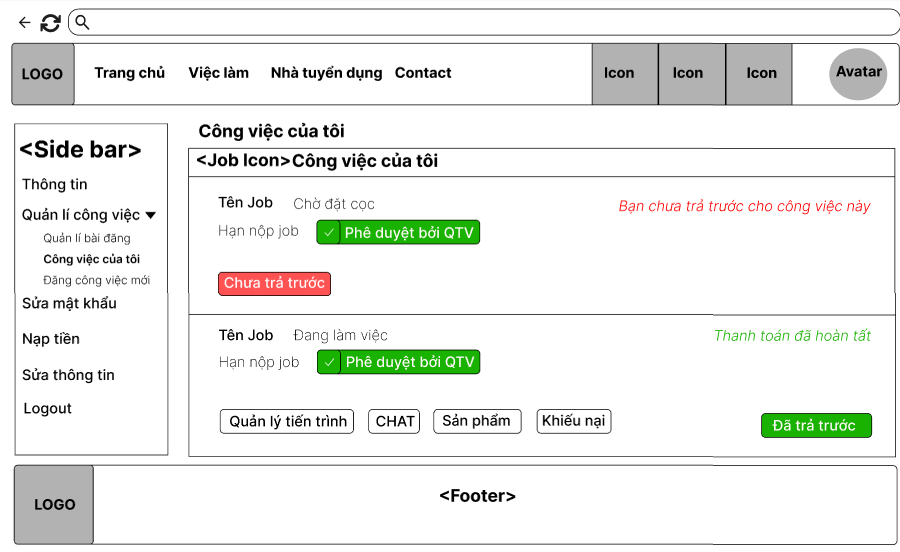 LOGO Trang chủ Việc làm Nhà tuyển dụng Contact Icon Icon Icon Avatar
<Side bar>
Thông tin
Quản lí công việc
Quản lí bài đăng
Công việc của tôi
Đăng công việc mới
Sửa mật khẩu
Nạp tiền
Sửa thông tin
Logout
Công việc của tôi
<Job Icon>Công việc của tôi
Tên Job Chờ đặt cọc Bạn chưa trả trước cho công việc này
Hạn nộp job Phê duyệt bởi QTV
Chưa trả trước
Tên Job Đang làm việc Thanh toán đã hoàn tất
Hạn nộp job Phê duyệt bởi QTV
Quản lý tiến trình CHAT Sản phẩm Khiếu nại Đã trả trước
LOGO <Footer>